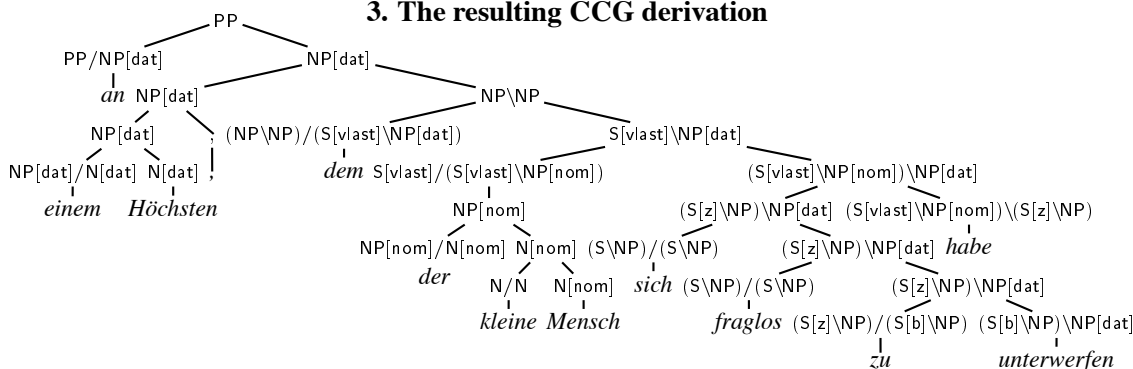 3. The resulting CCG derivation
PP
PP/NP[dat] NP[dat]
an NP[dat] NP\NP
NP[dat] , (NP\NP)/(S[vlast]\NP[dat]) S[vlast]\NP[dat]
NP[dat]/N[dat] N[dat] , dem S[vlast]/(S[vlast]\NP[nom]) (S[vlast]\NP[nom])\NP[dat]
einem Höchsten NP[nom] (S[z]\NP)\NP[dat] (S[vlast]\NP[nom])\(S[z]\NP)
NP[nom]/N[nom] N[nom] (S\NP)/(S\NP) (S[z]\NP)\NP[dat] habe
der N/N N[nom] sich (S\NP)/(S\NP) (S[z]\NP)\NP[dat]
kleine Mensch fraglos (S[z]\NP)/(S[b]\NP) (S[b]\NP)\NP[dat]
zu unterwerfen